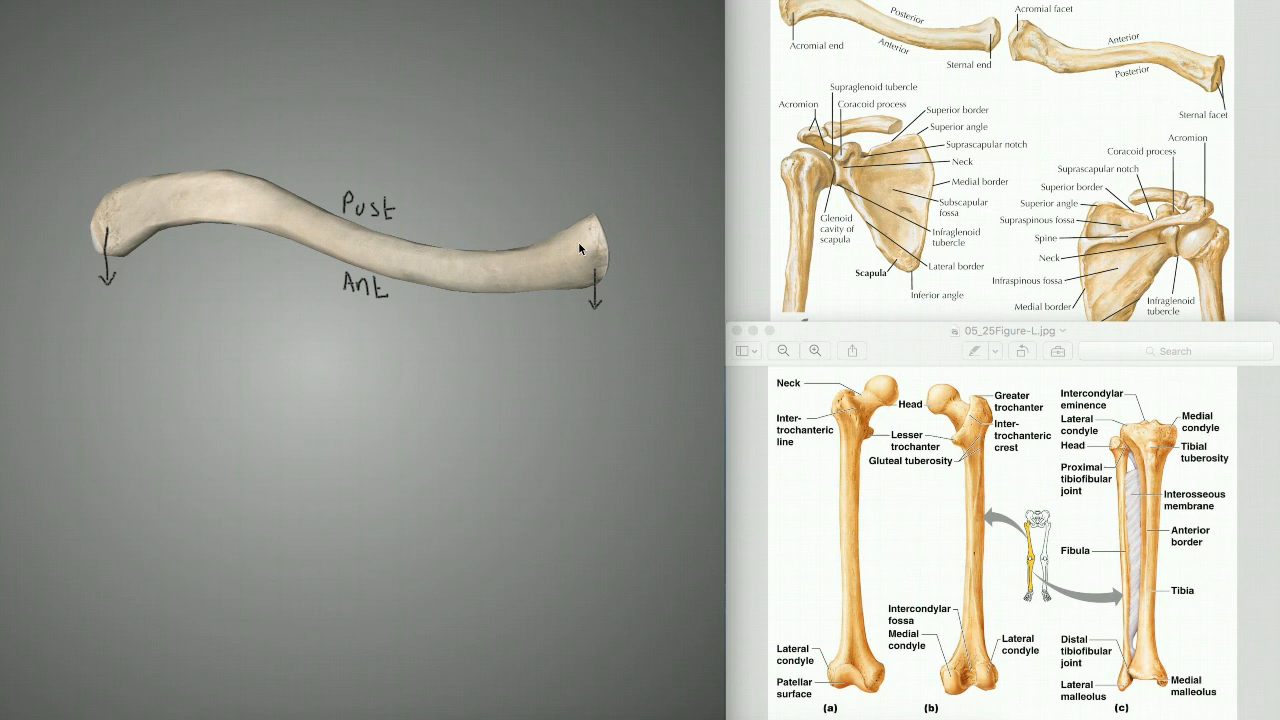 Post
Ant
Posterior
Anterior
Acromial end
Sternal end
Acromial facet
Anterior
Posterior
Sternal facet
Supraglenoid tubercle
Acromion
Coracoid process
Superior border
Superior angle
Suprascapular notch
Neck
Medial border
Subscapular
fossa
Glenoid
cavity of
scapula
Infraglenoid
tubercle
Scapula
Lateral border
Inferior angle
Acromion
Coracoid process
Suprascapular notch
Superior border
Superior angle
Supraspinous fossa
Spine
Neck
Infraspinous fossa
Medial border
Infraglenoid
tubercle
05_25Figure-L.jpg
Search
Neck
Inter-
trochanteric
line
Head
Lesser
trochanter
Gluteal tuberosity
Greater
trochanter
Inter-
trochanteric
crest
Intercondylar
fossa
Medial
condyle
Lateral
condyle
Lateral
condyle
Patellar
surface
(a)
(b)
Intercondylar
eminence
Lateral
condyle
Head
Proximal
tibiofibular
joint
Medial
condyle
Tibial
tuberosity
Interosseous
membrane
Anterior
border
Fibula
Tibia
Distal
tibiofibular
joint
Lateral
malleolus
Medial
malleolus
(c)